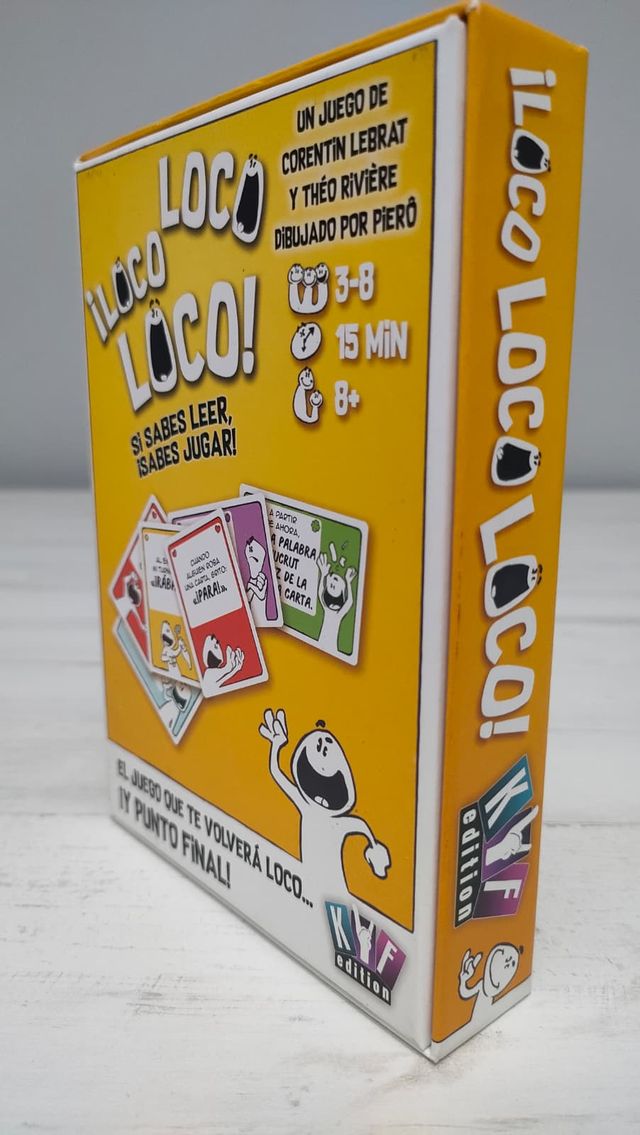 ¡LOCO
LOCO
LOCO!
UN JUEGO DE
CORENTIN LEBRAT
Y THÉO RIVIÈRE
DIBUJADO POR PIERÔ
3-8
15 MIN
8+
SI SABES LEER,
¡SABES JUGAR!
CUANDO
ALGUIEN ROBA
UNA CARTA, GRITO:
«¡PARA!».
A PARTIR
DE AHORA,
LA PALABRA
DE LA
CARTA.
EL JUEGO QUE TE VOLVERÁ LOCO...
¡Y PUNTO FINAL!
KYF
edition
¡LOCO LOCO LOCO!
KYF
edition